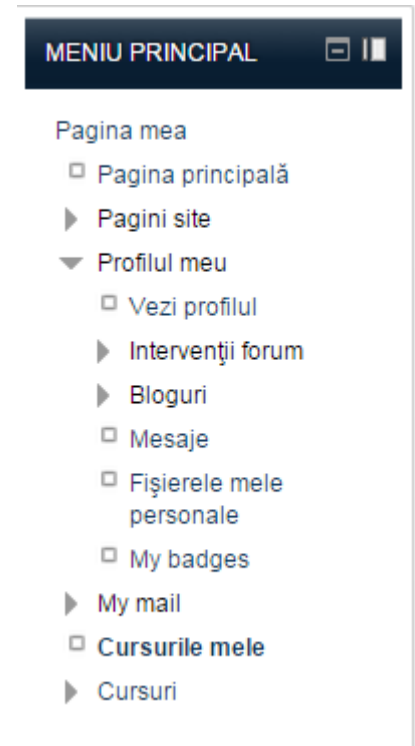 MENIU PRINCIPAL
Pagina mea
Pagina principală
Pagini site
Profilul meu
Vezi profilul
Intervenţii forum
Bloguri
Mesaje
Fişierele mele
personale
My badges
My mail
Cursurile mele
Cursuri